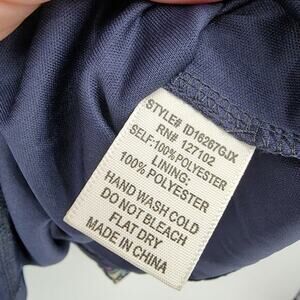 STYLE# ID16267GJX
RN# 127102
SELF:100%POLYESTER
LINING:
100% POLYESTER
HAND WASH COLD
DO NOT BLEACH
FLAT DRY
MADE IN CHINA